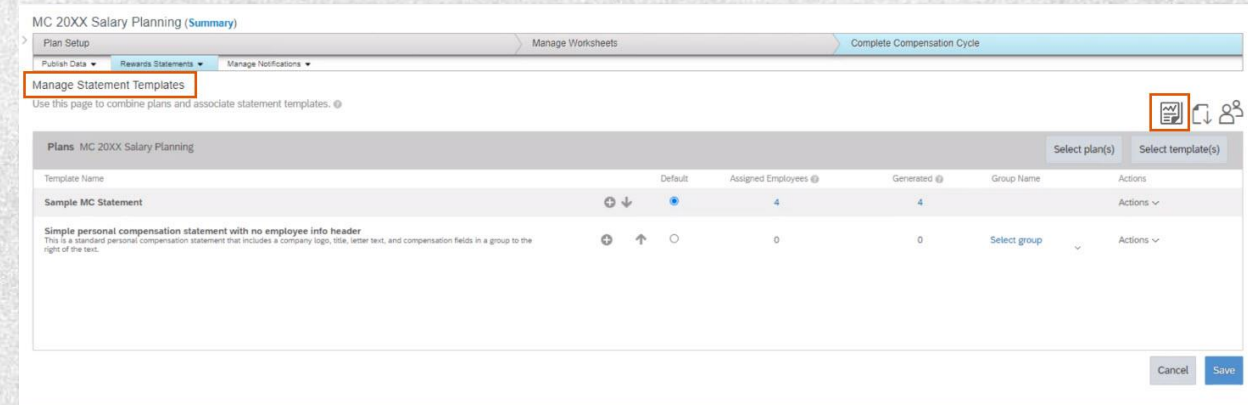 MC 20XX Salary Planning (Summary)
Plan Setup Manage Worksheets Complete Compensation Cycle
Publish Data Rewards Statements Manage Notifications
Manage Statement Templates
Use this page to combine plans and associate statement templates.
Plans MC 20XX Salary Planning Select plan(s) Select template(s)
Template Name Default Assigned Employees Generated Group Name Actions
Sample MC Statement 4 4 Actions
Simple personal compensation statement with no employee info header
This is a standard personal compensation statement that includes a company logo, title, letter text, and compensation fields in a group to the
right of the text. 0 0 Select group Actions
Cancel Save